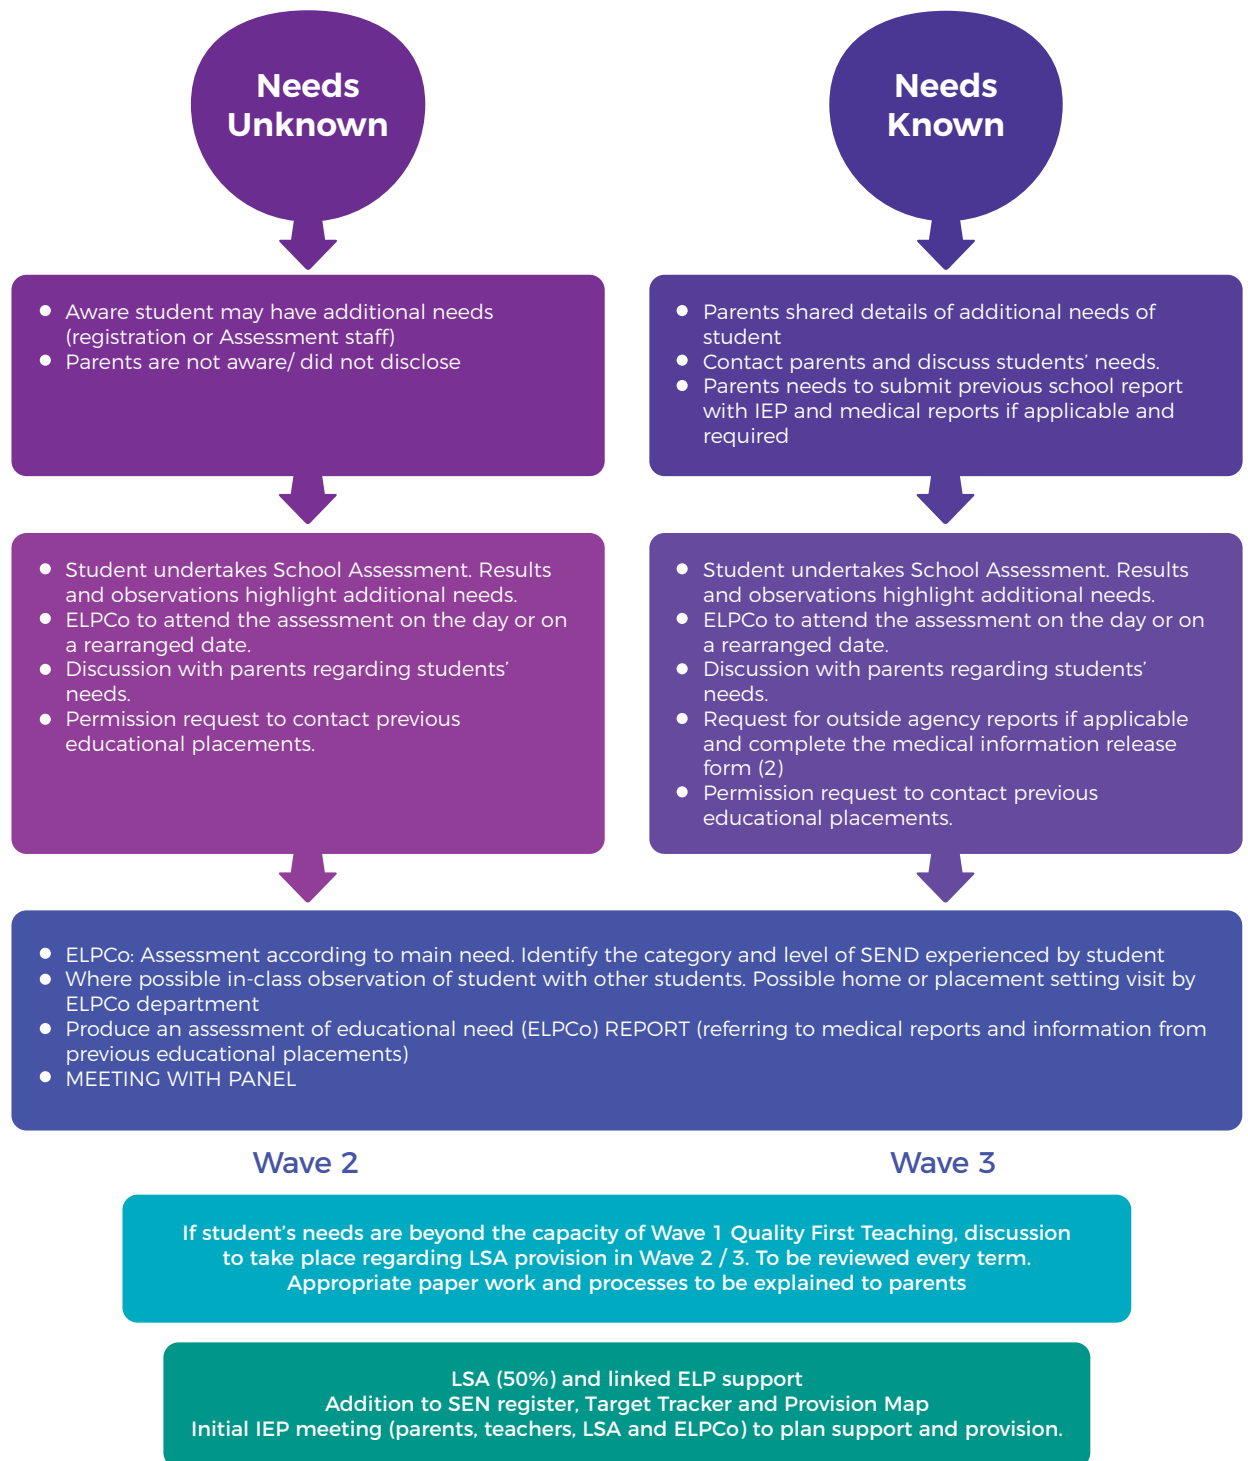 Needs
Unknown
Aware student may have additional needs
(registration or Assessment staff)
Parents are not aware/ did not disclose
Student undertakes School Assessment. Results
and observations highlight additional needs.
ELPCo to attend the assessment on the day or on
a rearranged date.
Discussion with parents regarding students’
needs.
Permission request to contact previous
educational placements.
Needs
Known
Parents shared details of additional needs of
student
Contact parents and discuss students’ needs.
Parents needs to submit previous school report
with IEP and medical reports if applicable and
required
Student undertakes School Assessment. Results
and observations highlight additional needs.
ELPCo to attend the assessment on the day or on
a rearranged date.
Discussion with parents regarding students’
needs.
Request for outside agency reports if applicable
and complete the medical information release
form (2)
Permission request to contact previous
educational placements.
ELPCo: Assessment according to main need. Identify the category and level of SEND experienced by student
Where possible in-class observation of student with other students. Possible home or placement setting visit by
ELPCo department
Produce an assessment of educational need (ELPCo) REPORT (referring to medical reports and information from
previous educational placements)
MEETING WITH PANEL
Wave 2
Wave 3
If student’s needs are beyond the capacity of Wave 1 Quality First Teaching, discussion
to take place regarding LSA provision in Wave 2 / 3. To be reviewed every term.
Appropriate paper work and processes to be explained to parents
LSA (50%) and linked ELP support
Addition to SEN register, Target Tracker and Provision Map
Initial IEP meeting (parents, teachers, LSA and ELPCo) to plan support and provision.